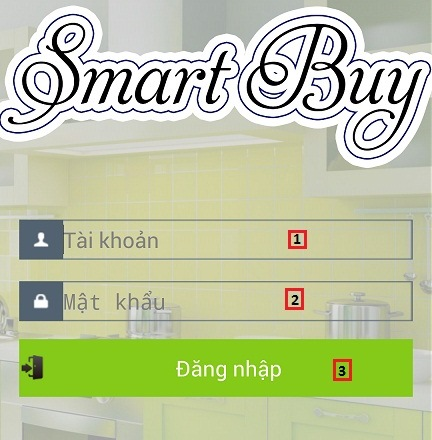 Smart Buy
Tài khoản 1
Mật khẩu 2
Đăng nhập 3